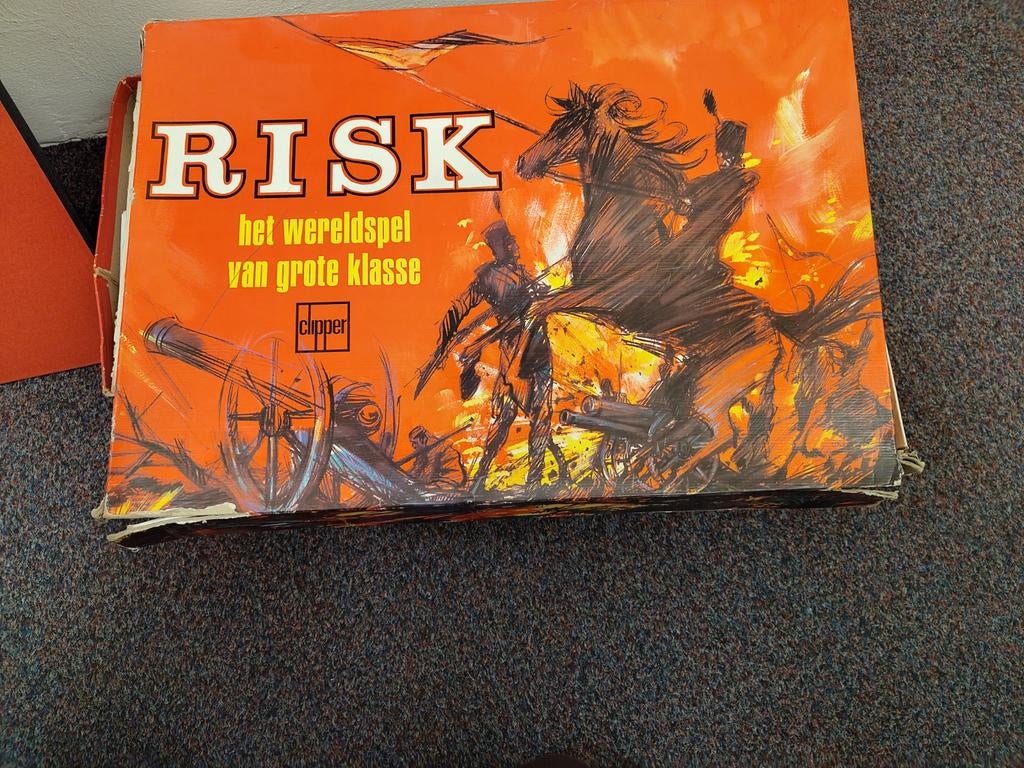 RISK
het wereldspel
van grote klasse
clipper